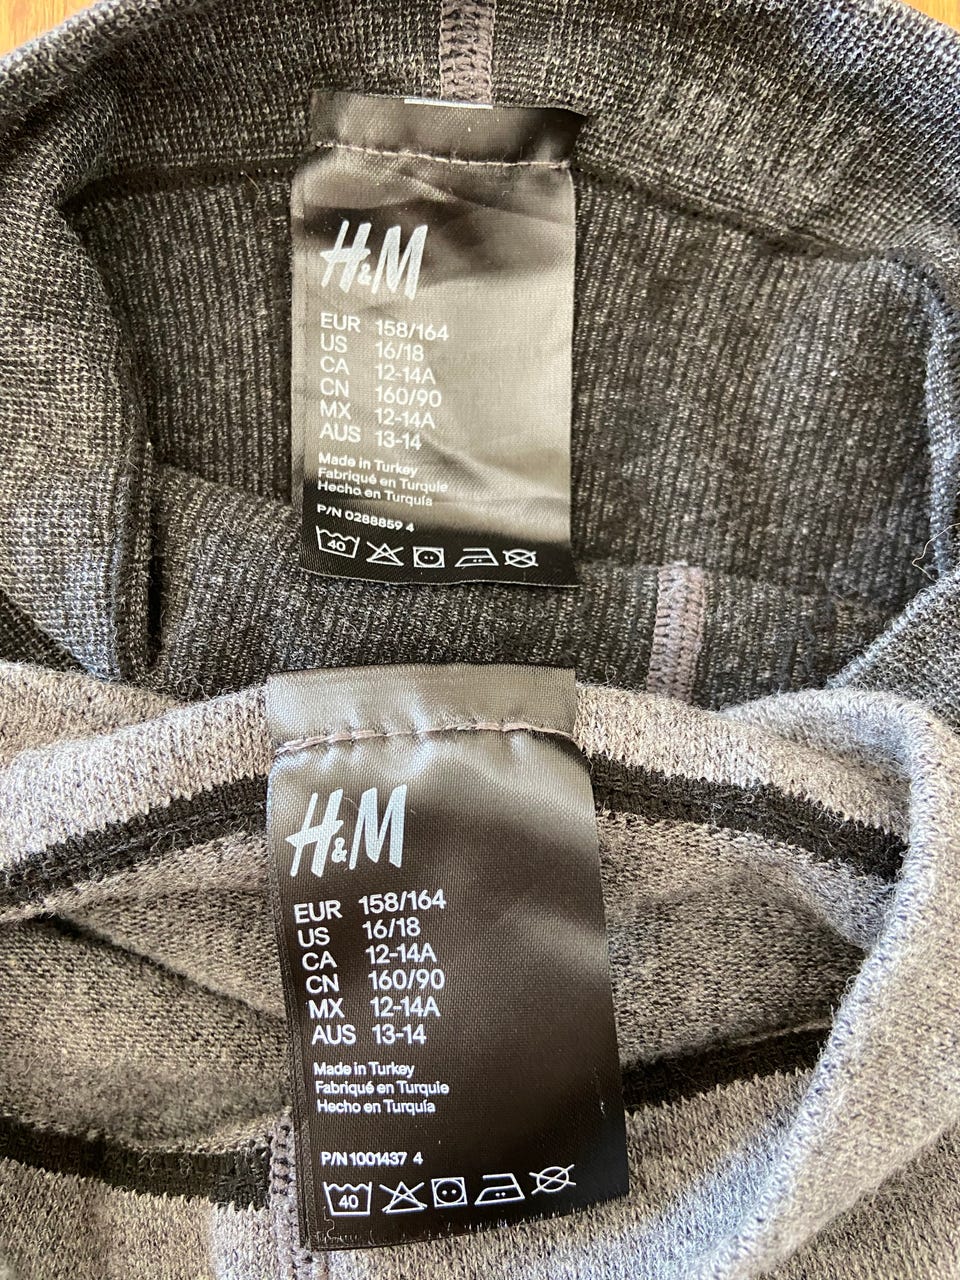 H&M
EUR 158/164
US 16/18
CA 12-14A
CN 160/90
MX 12-14A
AUS 13-14
Made in Turkey
Fabriqué en Turquie
Hecho en Turquía
P/N 0288859 4
40
H&M
EUR 158/164
US 16/18
CA 12-14A
CN 160/90
MX 12-14A
AUS 13-14
Made in Turkey
Fabriqué en Turquie
Hecho en Turquía
P/N 1001437 4
40